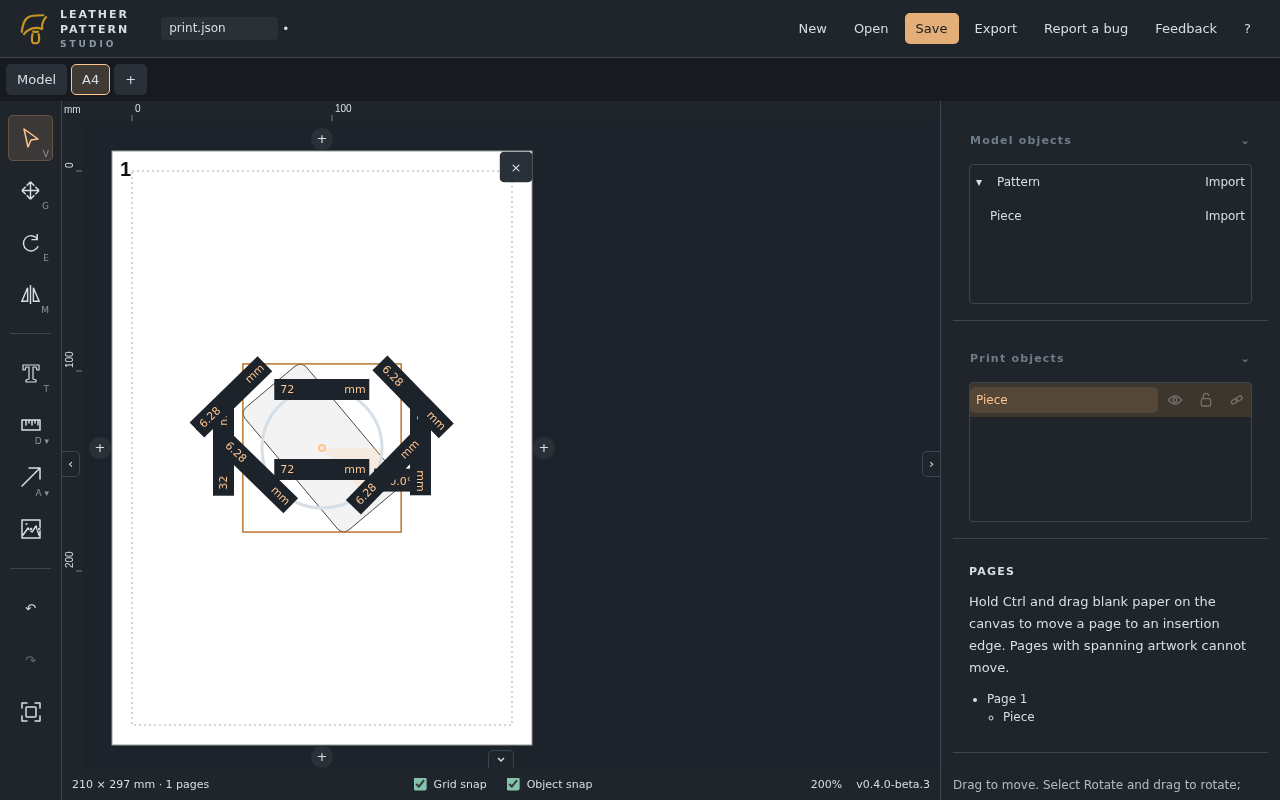 LEATHER
PATTERN
STUDIO
print.json •
New
Open
Save
Export
Report a bug
Feedback
?
Model
A4
+
mm
0
100
V
G
E
M
T
D ▾
A ▾
0
100
200
+
1
×
6.28 mm
6.28 mm
72 mm
32
6.28 mm
72 mm
6.28 mm
mm
+
+
‹
›
+
Model objects
▾ Pattern Import
Piece Import
Print objects
Piece
PAGES
Hold Ctrl and drag blank paper on the
canvas to move a page to an insertion
edge. Pages with spanning artwork cannot
move.
• Page 1
◦ Piece
210 × 297 mm · 1 pages
Grid snap
Object snap
200%
v0.4.0-beta.3
Drag to move. Select Rotate and drag to rotate;